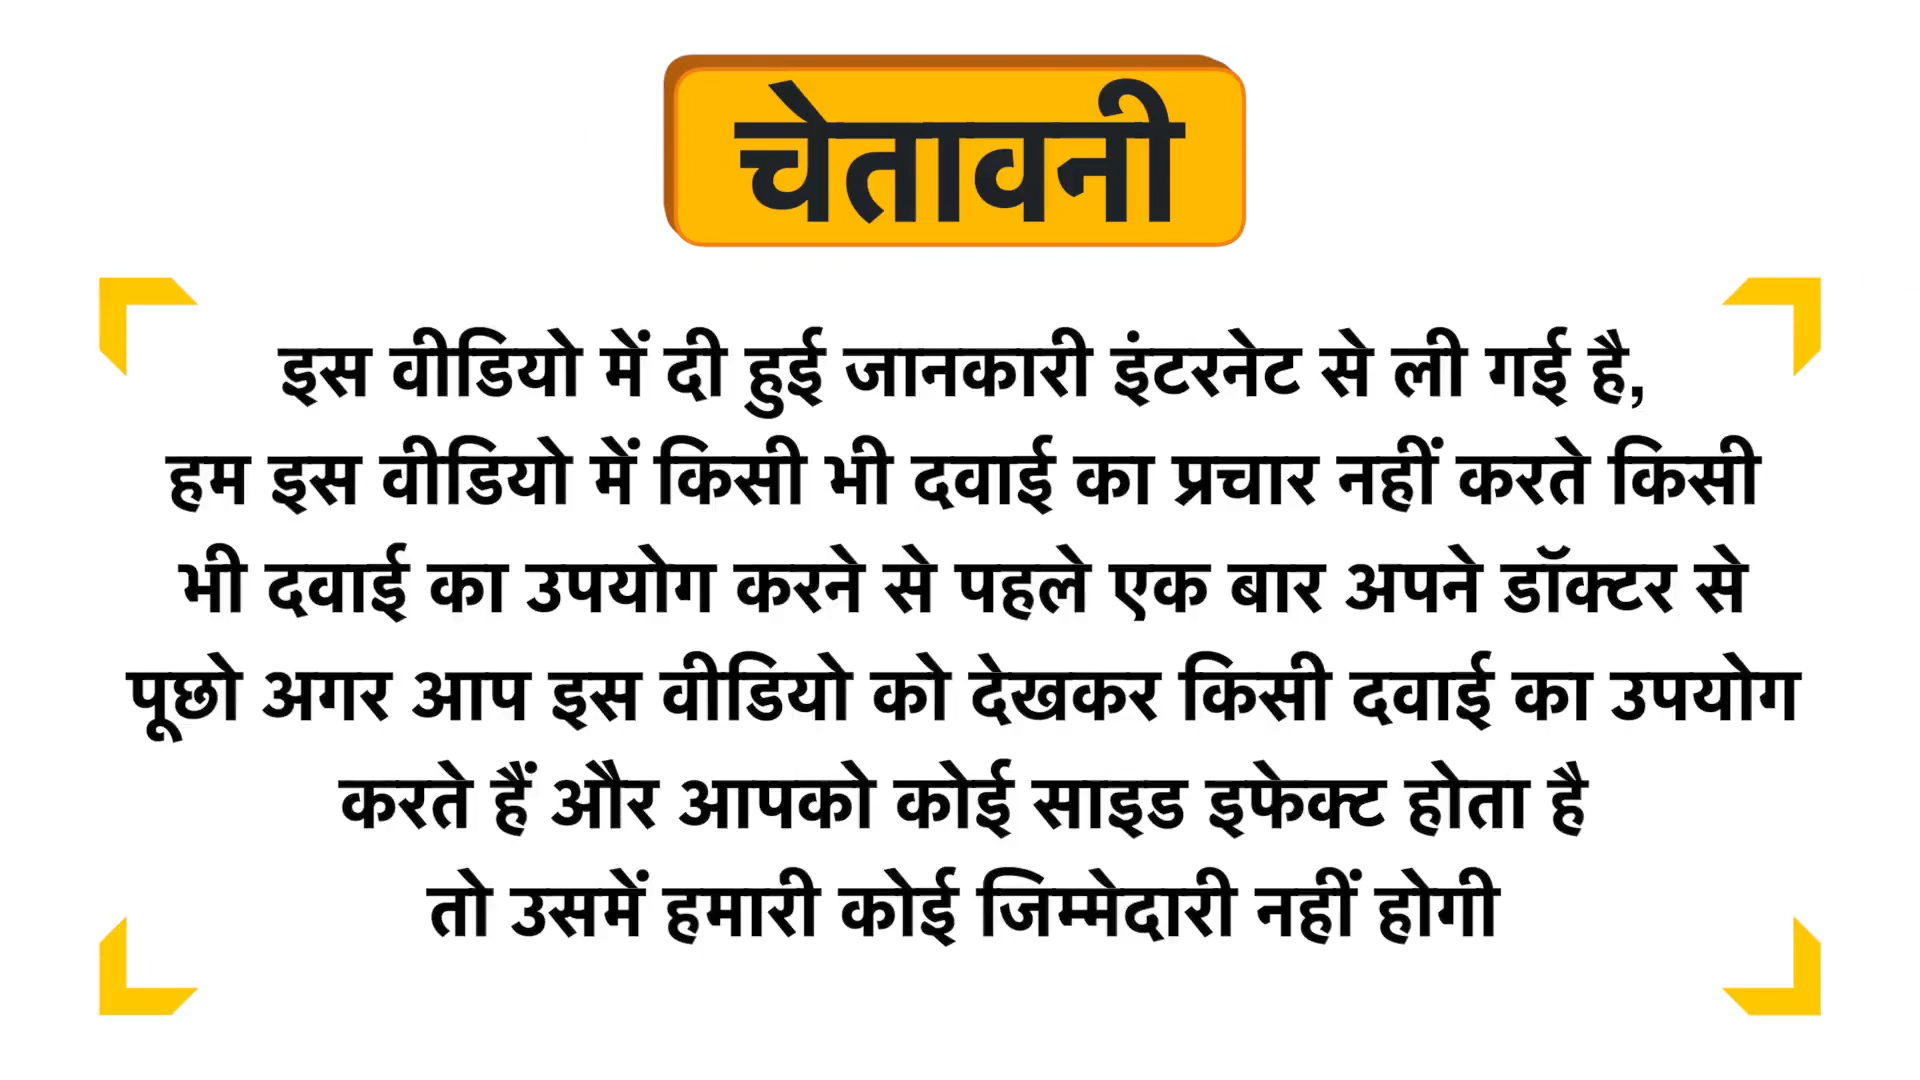 चेतावनी
इस वीडियो में दी हुई जानकारी इंटरनेट से ली गई है,
हम इस वीडियो में किसी भी दवाई का प्रचार नहीं करते किसी
भी दवाई का उपयोग करने से पहले एक बार अपने डॉक्टर से
पूछो अगर आप इस वीडियो को देखकर किसी दवाई का उपयोग
करते हैं और आपको कोई साइड इफेक्ट होता है
तो उसमें हमारी कोई जिम्मेदारी नहीं होगी